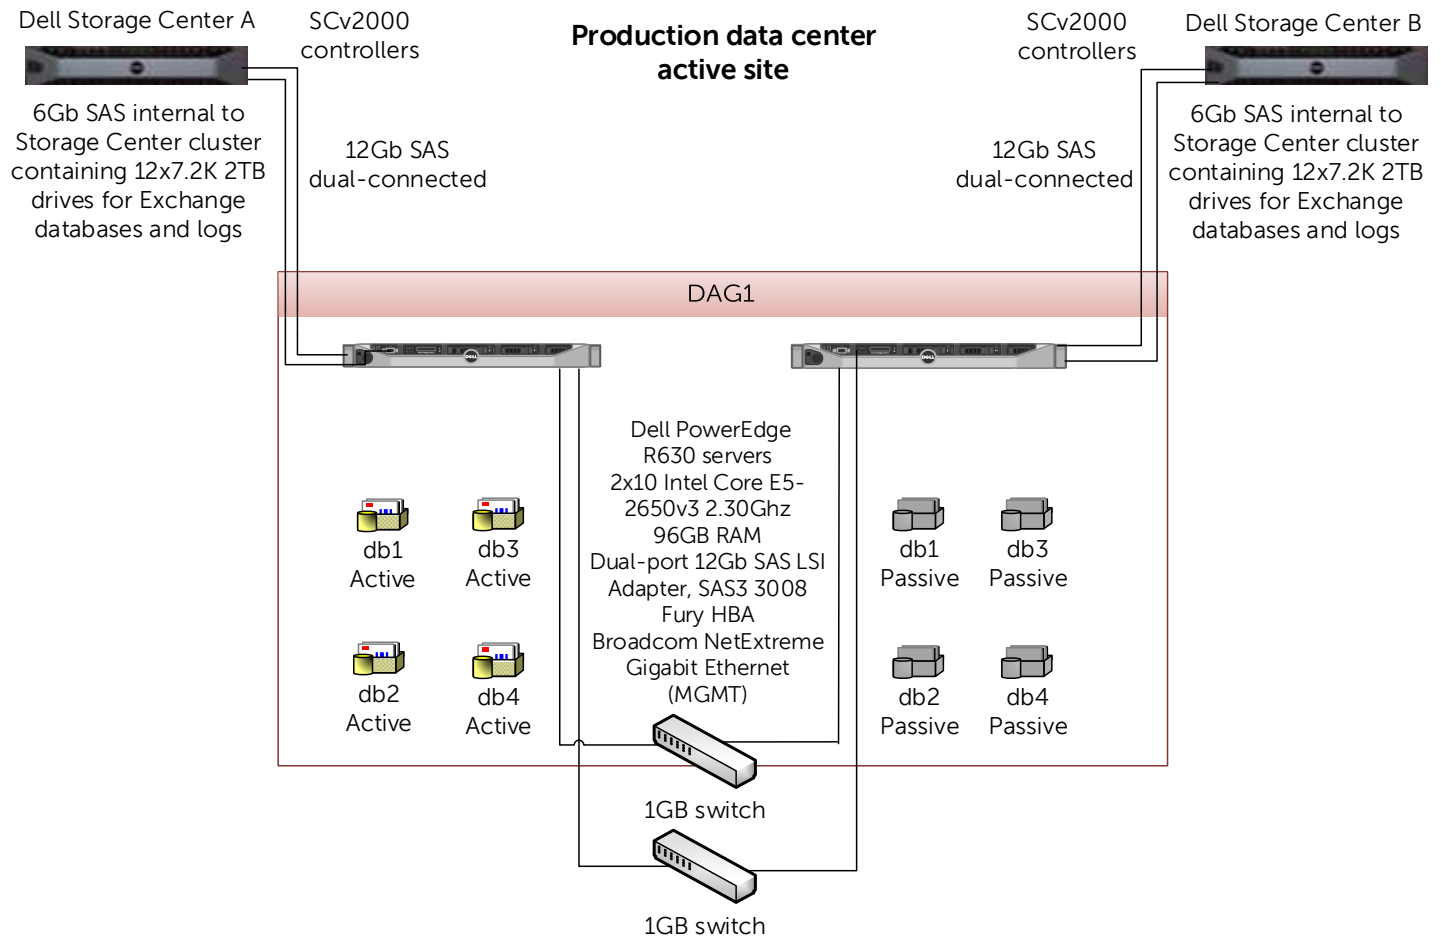 Dell Storage Center A
SCv2000
controllers
Production data center
active site
SCv2000
controllers
Dell Storage Center B
6Gb SAS internal to
Storage Center cluster
containing 12x7.2K 2TB
drives for Exchange
databases and logs
12Gb SAS
dual-connected
12Gb SAS
dual-connected
6Gb SAS internal to
Storage Center cluster
containing 12x7.2K 2TB
drives for Exchange
databases and logs
DAG1
DELL
DELL
Dell PowerEdge
R630 servers
2x10 Intel Core E5-
2650v3 2.30Ghz
96GB RAM
Dual-port 12Gb SAS LSI
Adapter, SAS3 3008
Fury HBA
Broadcom NetExtreme
Gigabit Ethernet
(MGMT)
db1
Active
db3
Active
db2
Active
db4
Active
db1
Passive
db3
Passive
db2
Passive
db4
Passive
1GB switch
1GB switch